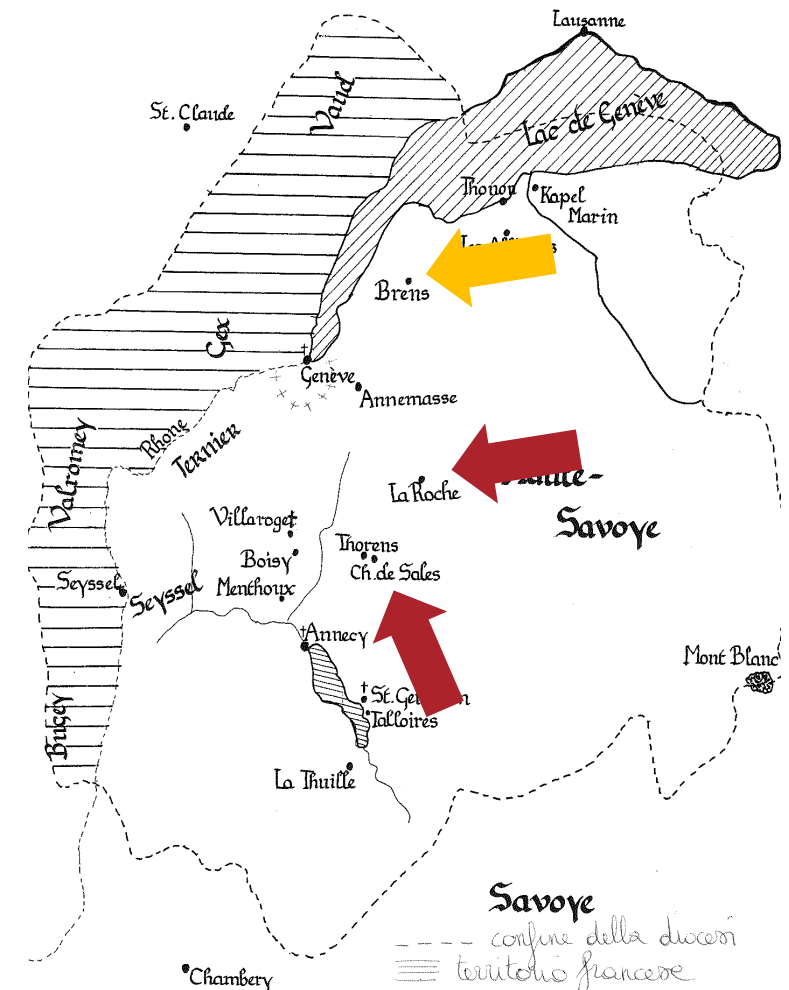 Lausanne
Vaud
St. Claude
Lac de Genève
Thonon
Kapel
Marin
Brens
Gex
Genève
Annemasse
Rhone
Ternier
Valromey
La Roche
Haute-
Savoye
Villaroget
Boisy
Thorens
Ch. de Sales
Menthoux
Seyssel
Seyssel
Annecy
Mont Blanc
Talloires
Bugey
La Thuille
Savoye
confine della diocesi
territorio francese
Chambery